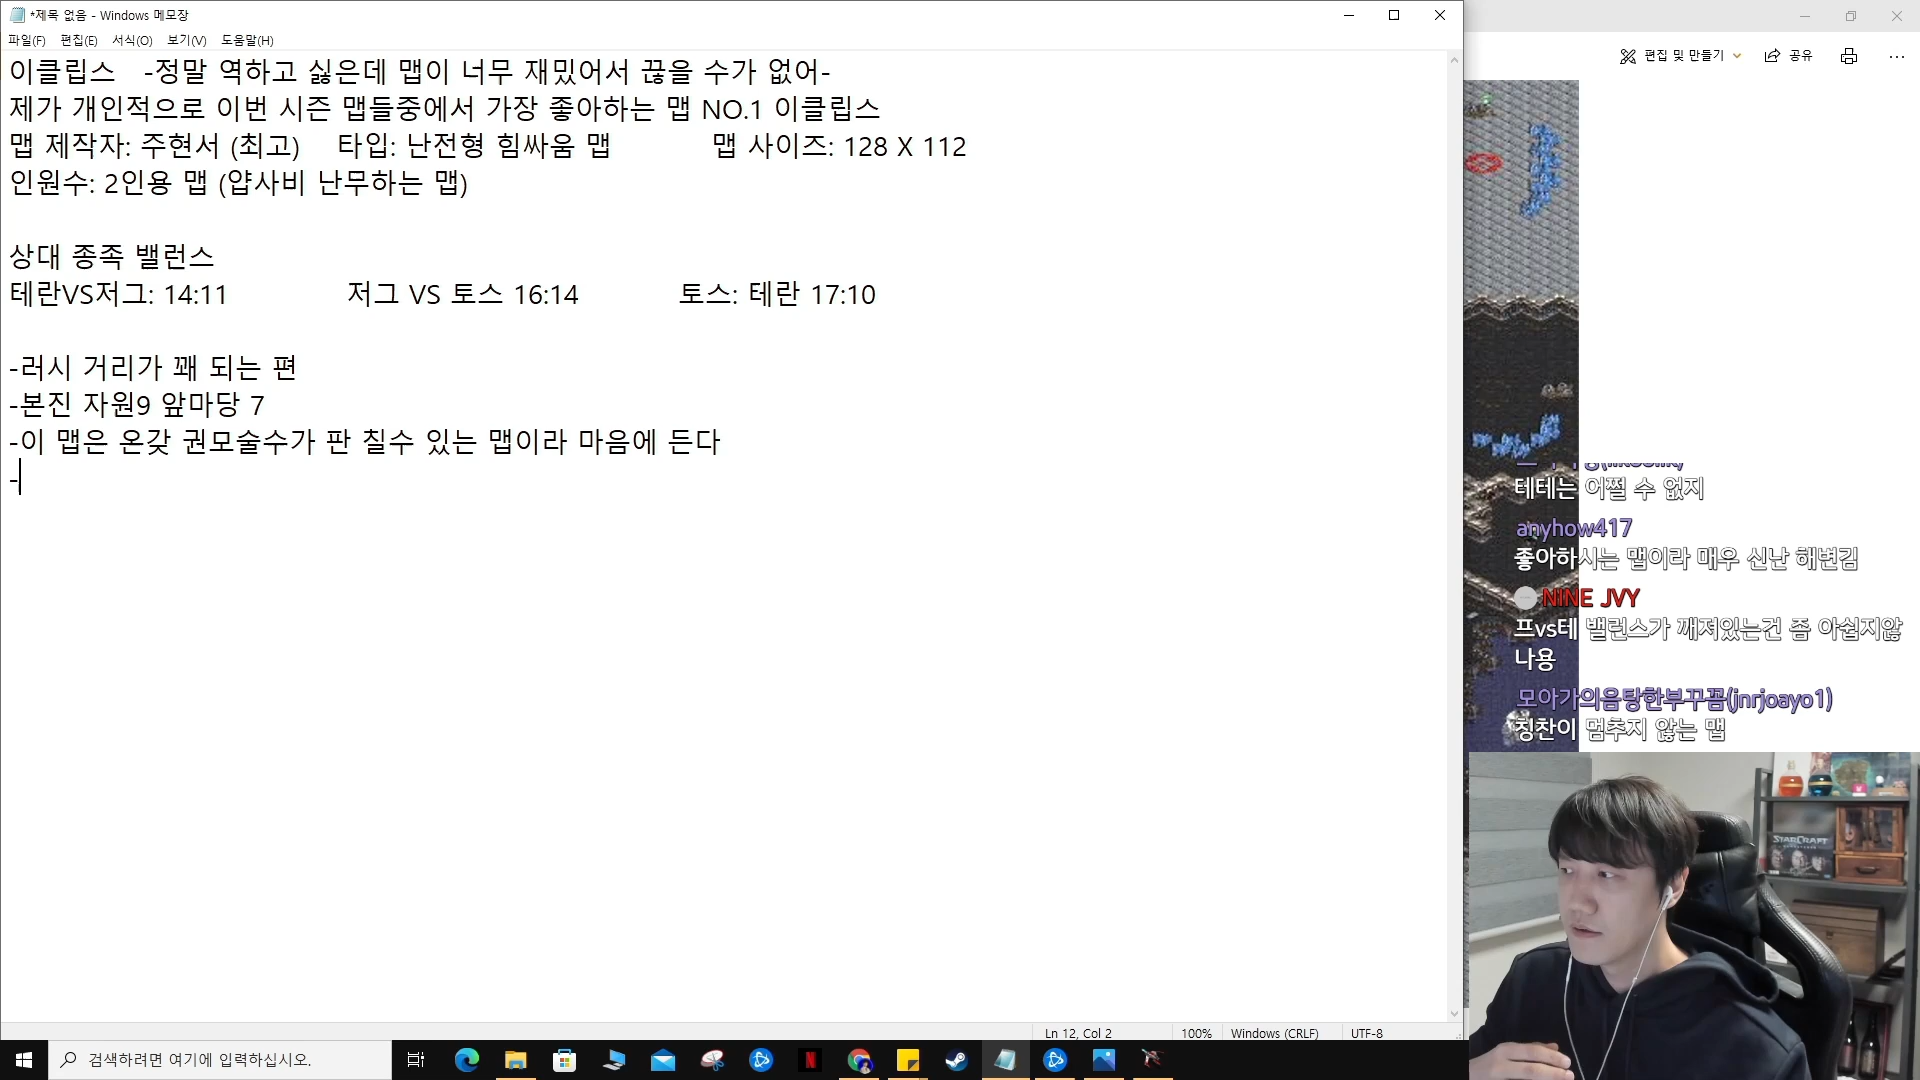 *제목 없음 - Windows 메모장
파일(F) 편집(E) 서식(O) 보기(V) 도움말(H)
이클립스 -정말 역하고 싫은데 맵이 너무 재밌어서 끊을 수가 없어-
제가 개인적으로 이번 시즌 맵들중에서 가장 좋아하는 맵 NO.1 이클립스
맵 제작자: 주현서 (최고) 타입: 난전형 힘싸움 맵 맵 사이즈: 128 X 112
인원수: 2인용 맵 (얍사비 난무하는 맵)
상대 종족 밸런스
테란VS저그: 14:11 저그 VS 토스 16:14 토스: 테란 17:10
-러시 거리가 꽤 되는 편
-본진 자원9 앞마당 7
-이 맵은 온갖 권모술수가 판 칠수 있는 맵이라 마음에 든다
-
Ln 12, Col 2 100% Windows (CRLF) UTF-8
편집 및 만들기 공유
테테는 어쩔 수 없지
anyhow417
좋아하시는 맵이라 매우 신난 해변김
NINE JVY
프vs테 밸런스가 깨져있는건 좀 아쉽지않
나용
모아가의음탕한부꾸꼼(jnrjoayo1)
칭찬이 멈추지 않는 맵
STARCRAFT
검색하려면 여기에 입력하십시오.